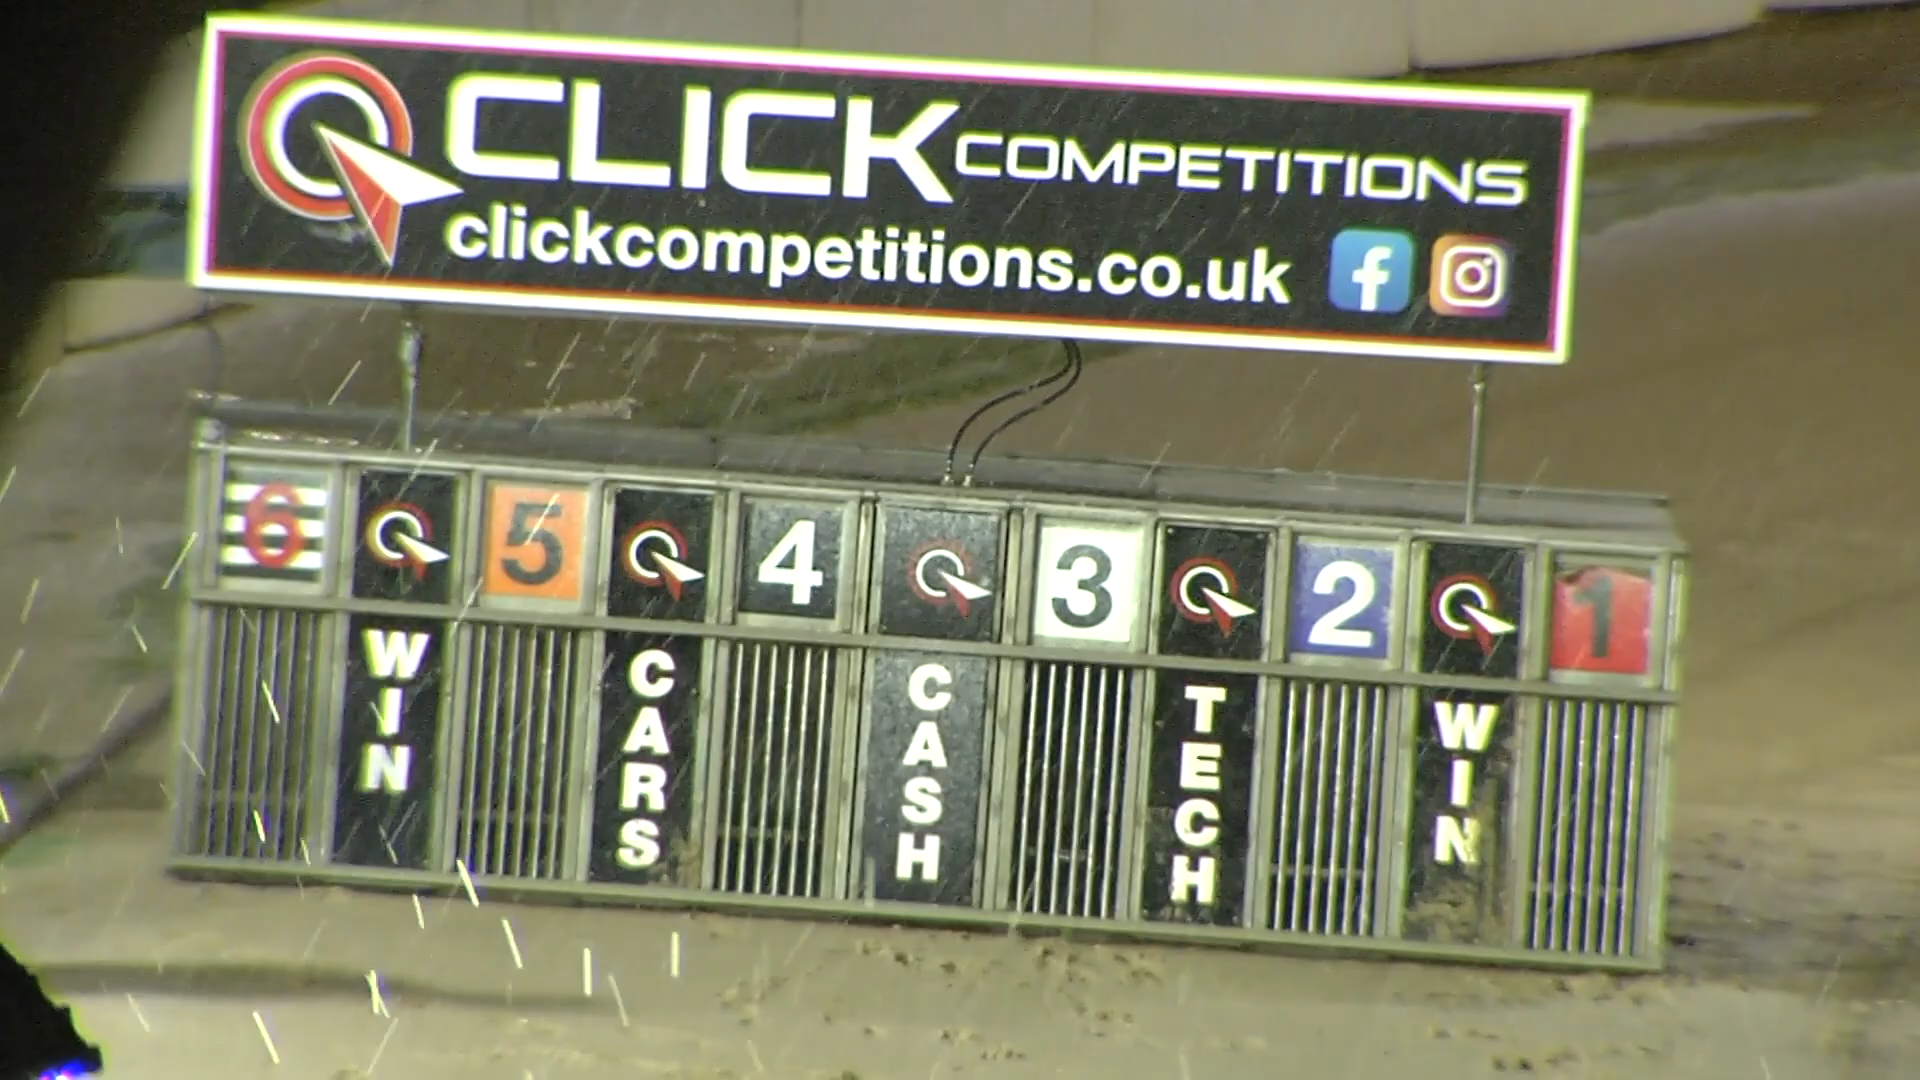 CLICK COMPETITIONS
clickcompetitions.co.uk
6 5 4 3 2 1
WIN
CARS
CASH
TECH
WIN